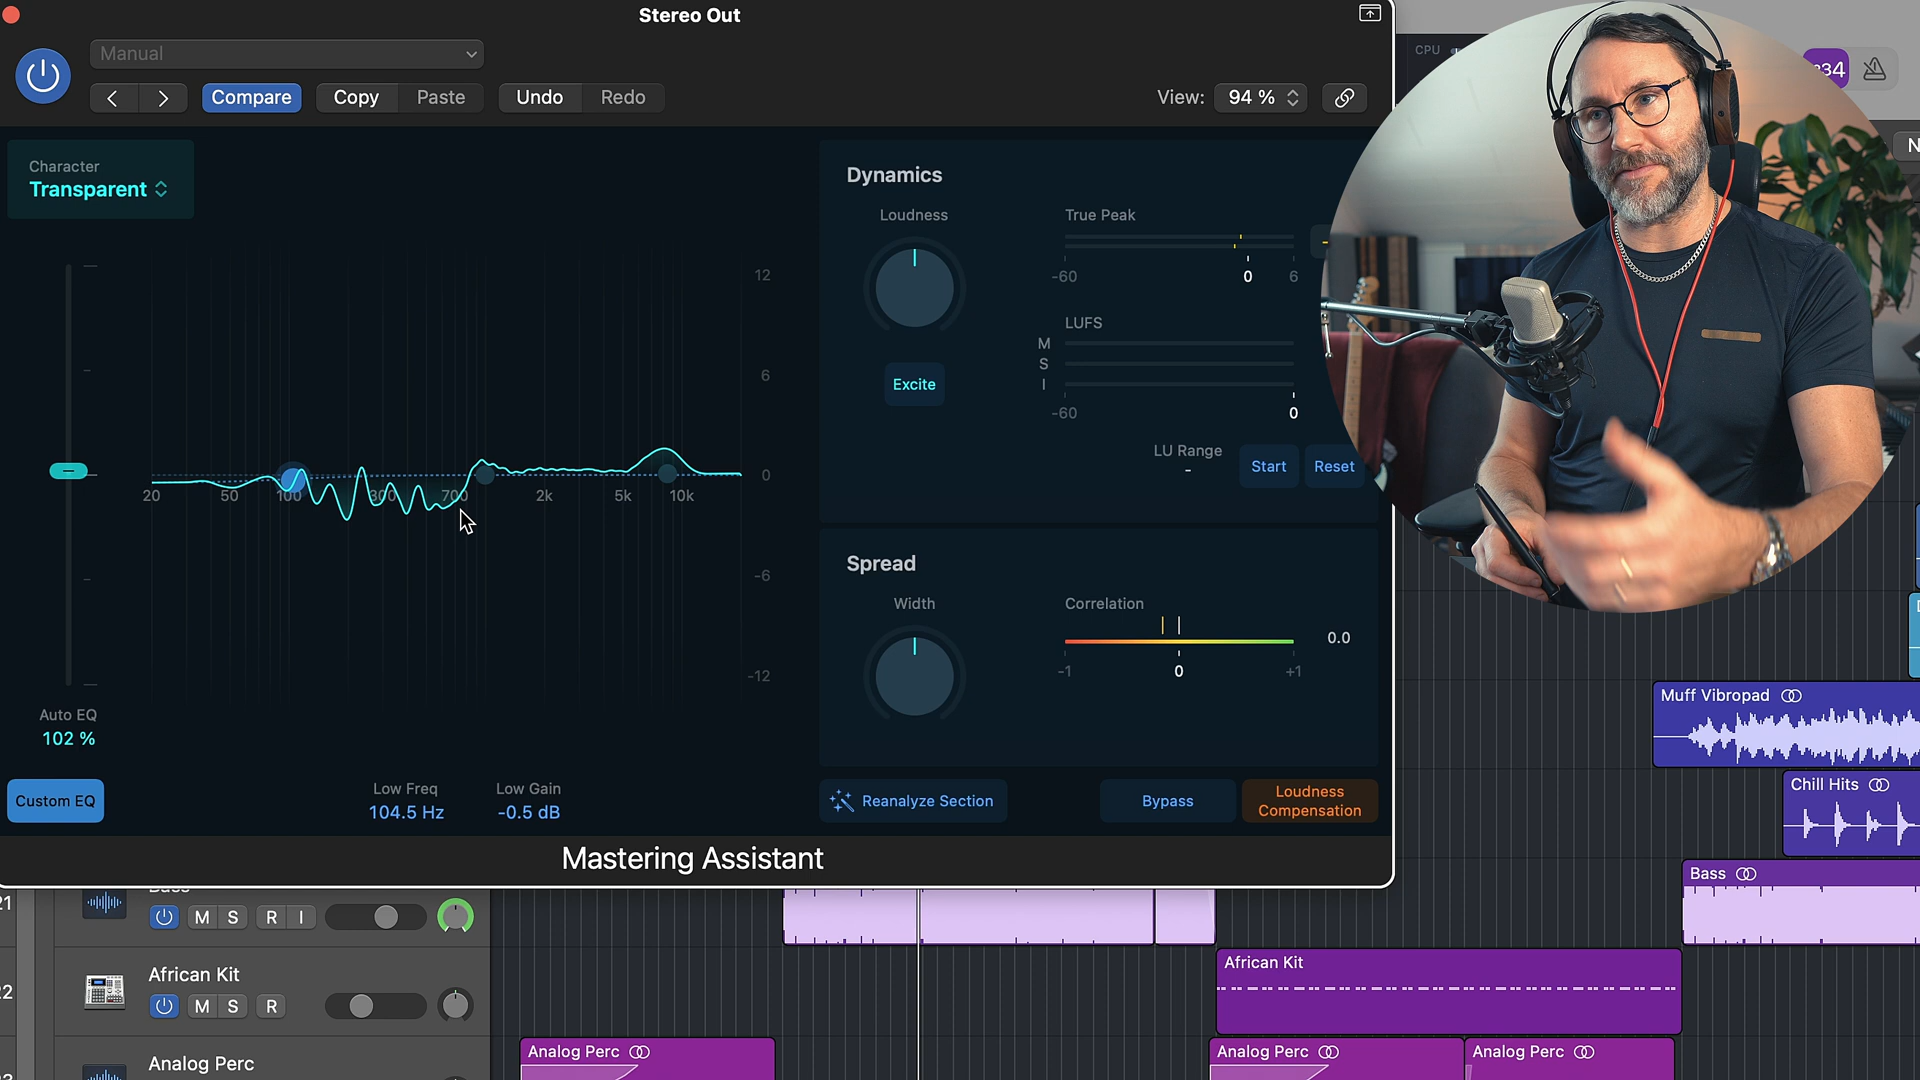 Stereo Out
Manual
Compare
Copy
Paste
Undo
Redo
View:
94 %
CPU
Character
Transparent
12
6
0
-6
-12
20
50
100
300
700
2k
5k
10k
Auto EQ
102 %
Custom EQ
Low Freq
104.5 Hz
Low Gain
-0.5 dB
Dynamics
Loudness
Excite
True Peak
-60
0
6
LUFS
M
S
I
-60
0
LU Range
-
Start
Reset
Spread
Width
Correlation
0.0
-1
0
+1
Reanalyze Section
Bypass
Loudness
Compensation
Mastering Assistant
M
S
R
I
African Kit
M
S
R
Analog Perc
African Kit
Analog Perc
Analog Perc
Analog Perc
Muff Vibropad
Chill Hits
Bass